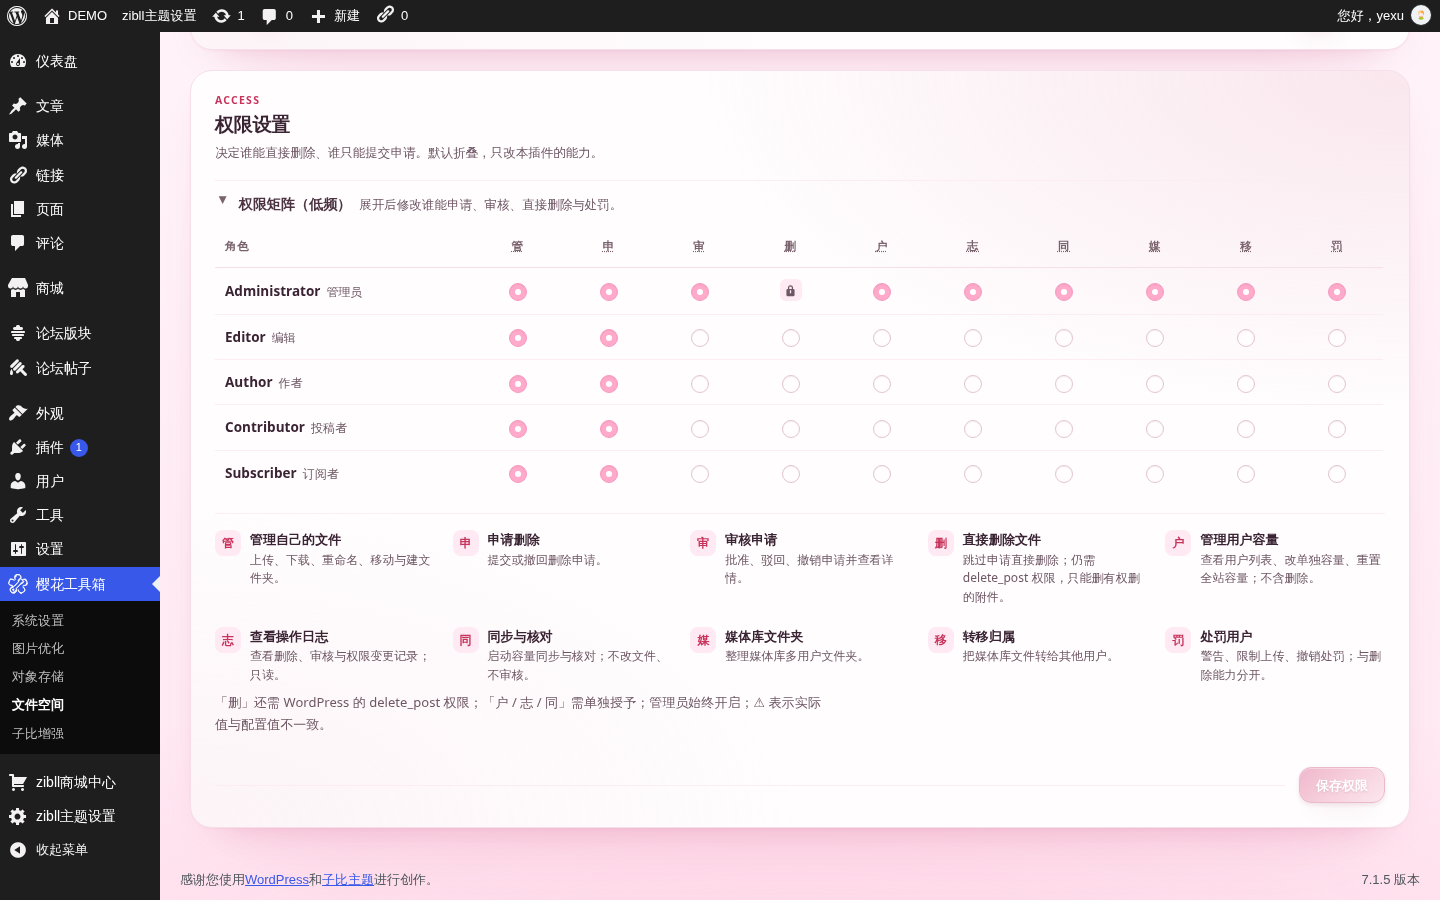 DEMO zibll主题设置 1 0 新建 0 您好，yexu
仪表盘
文章
媒体
链接
页面
评论
商城
论坛版块
论坛帖子
外观
插件 1
用户
工具
设置
樱花工具箱
系统设置
图片优化
对象存储
文件空间
子比增强
zibll商城中心
zibll主题设置
收起菜单
ACCESS
权限设置
决定谁能直接删除、谁只能提交申请。默认折叠，只改本插件的能力。
▼ 权限矩阵（低频） 展开后修改谁能申请、审核、直接删除与处罚。
角色 管 申 审 删 户 志 同 媒 移 罚
Administrator 管理员
Editor 编辑
Author 作者
Contributor 投稿者
Subscriber 订阅者
管 管理自己的文件
上传、下载、重命名、移动与建文
件夹。
申 申请删除
提交或撤回删除申请。
审 审核申请
批准、驳回、撤销申请并查看详
情。
删 直接删除文件
跳过申请直接删除；仍需
delete_post 权限，只能删有权删
的附件。
户 管理用户容量
查看用户列表、改单独容量、重置
全站容量；不含删除。
志 查看操作日志
查看删除、审核与权限变更记录；
只读。
同 同步与核对
启动容量同步与核对；不改文件、
不审核。
媒 媒体库文件夹
整理媒体库多用户文件夹。
移 转移归属
把媒体库文件转给其他用户。
罚 处罚用户
警告、限制上传、撤销处罚；与删
除能力分开。
「删」还需 WordPress 的 delete_post 权限；「户 / 志 / 同」需单独授予；管理员始终开启；⚠ 表示实际
值与配置值不一致。
保存权限
感谢您使用WordPress和子比主题进行创作。
7.1.5 版本